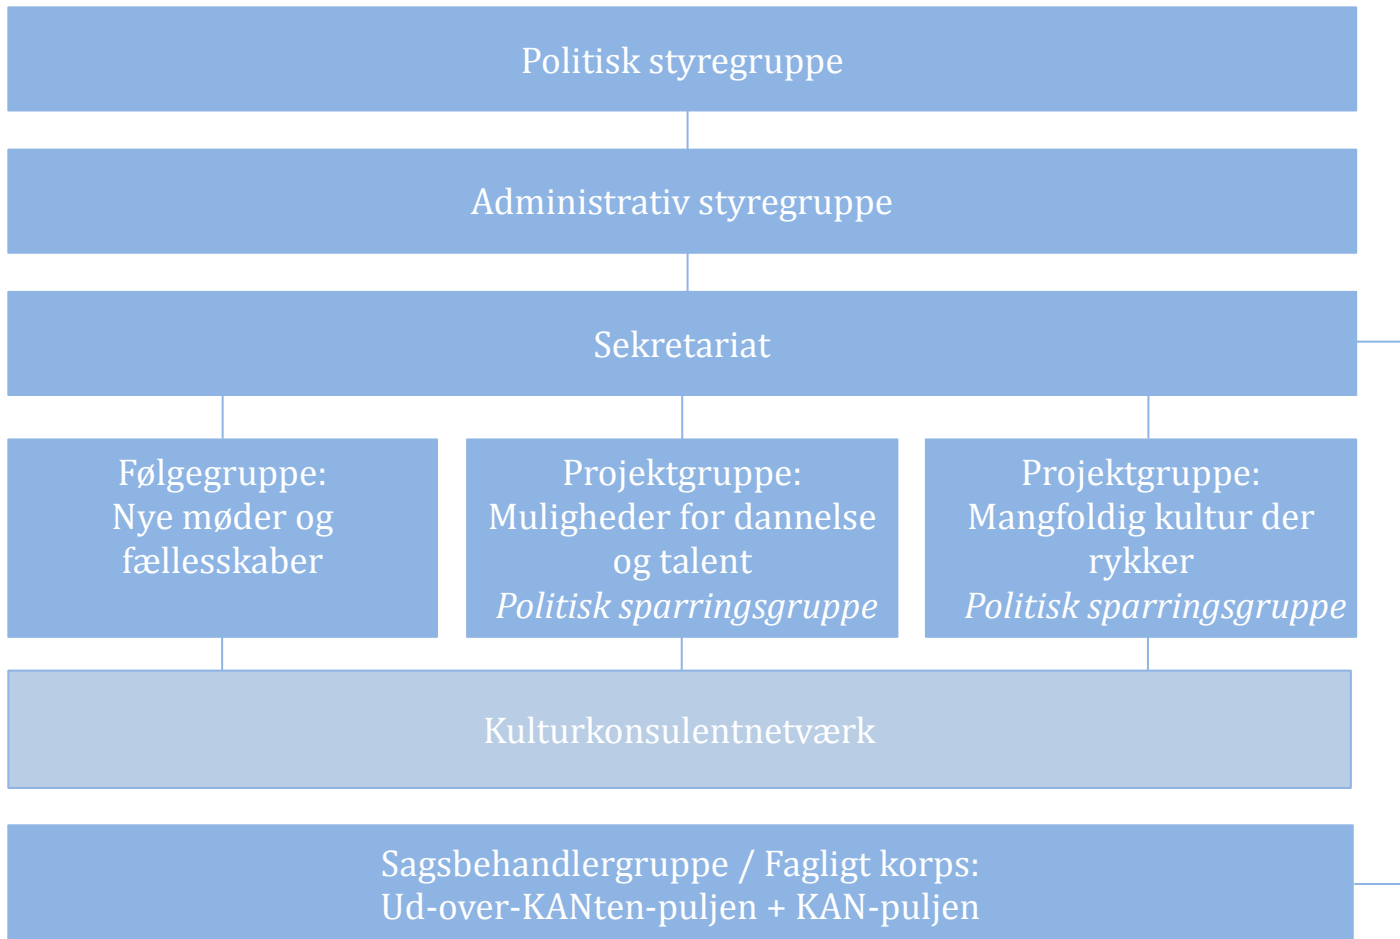 Politisk styregruppe
Administrativ styregruppe
Sekretariat
Følgegruppe:
Nye møder og
fællesskaber
Projektgruppe:
Muligheder for dannelse
og talent
Politisk sparringsgruppe
Projektgruppe:
Mangfoldig kultur der
rykker
Politisk sparringsgruppe
Kulturkonsulentnetværk
Sagsbehandlergruppe / Fagligt korps:
Ud-over-KANten-puljen + KAN-puljen